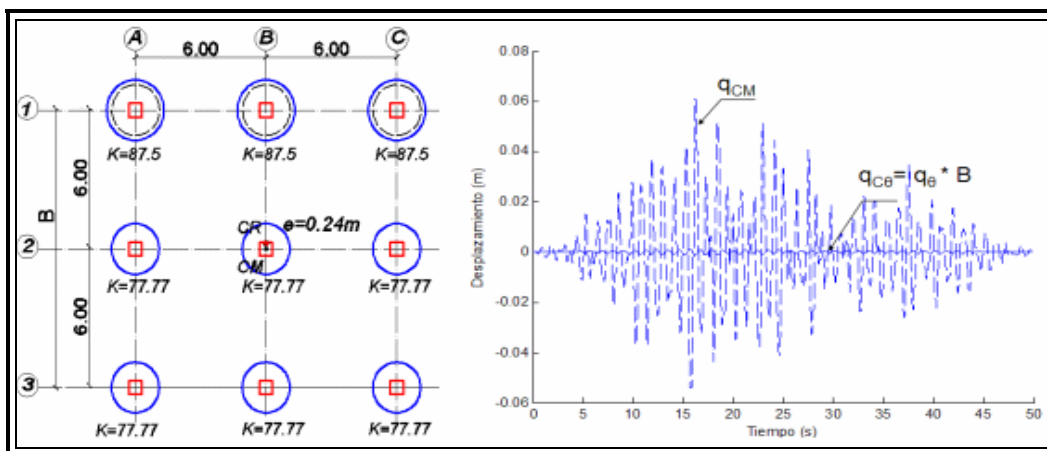 A B C
6.00 6.00
1
K=87.5 K=87.5 K=87.5
6.00
B
2
CR e=0.24m
CM
K=77.77 K=77.77 K=77.77
6.00
3
K=77.77 K=77.77 K=77.77
0.08
0.06
0.04
0.02
0
-0.02
-0.04
-0.06
Desplazamiento (m)
qCM
qCθ= qθ * B
0 5 10 15 20 25 30 35 40 45 50
Tiempo (s)